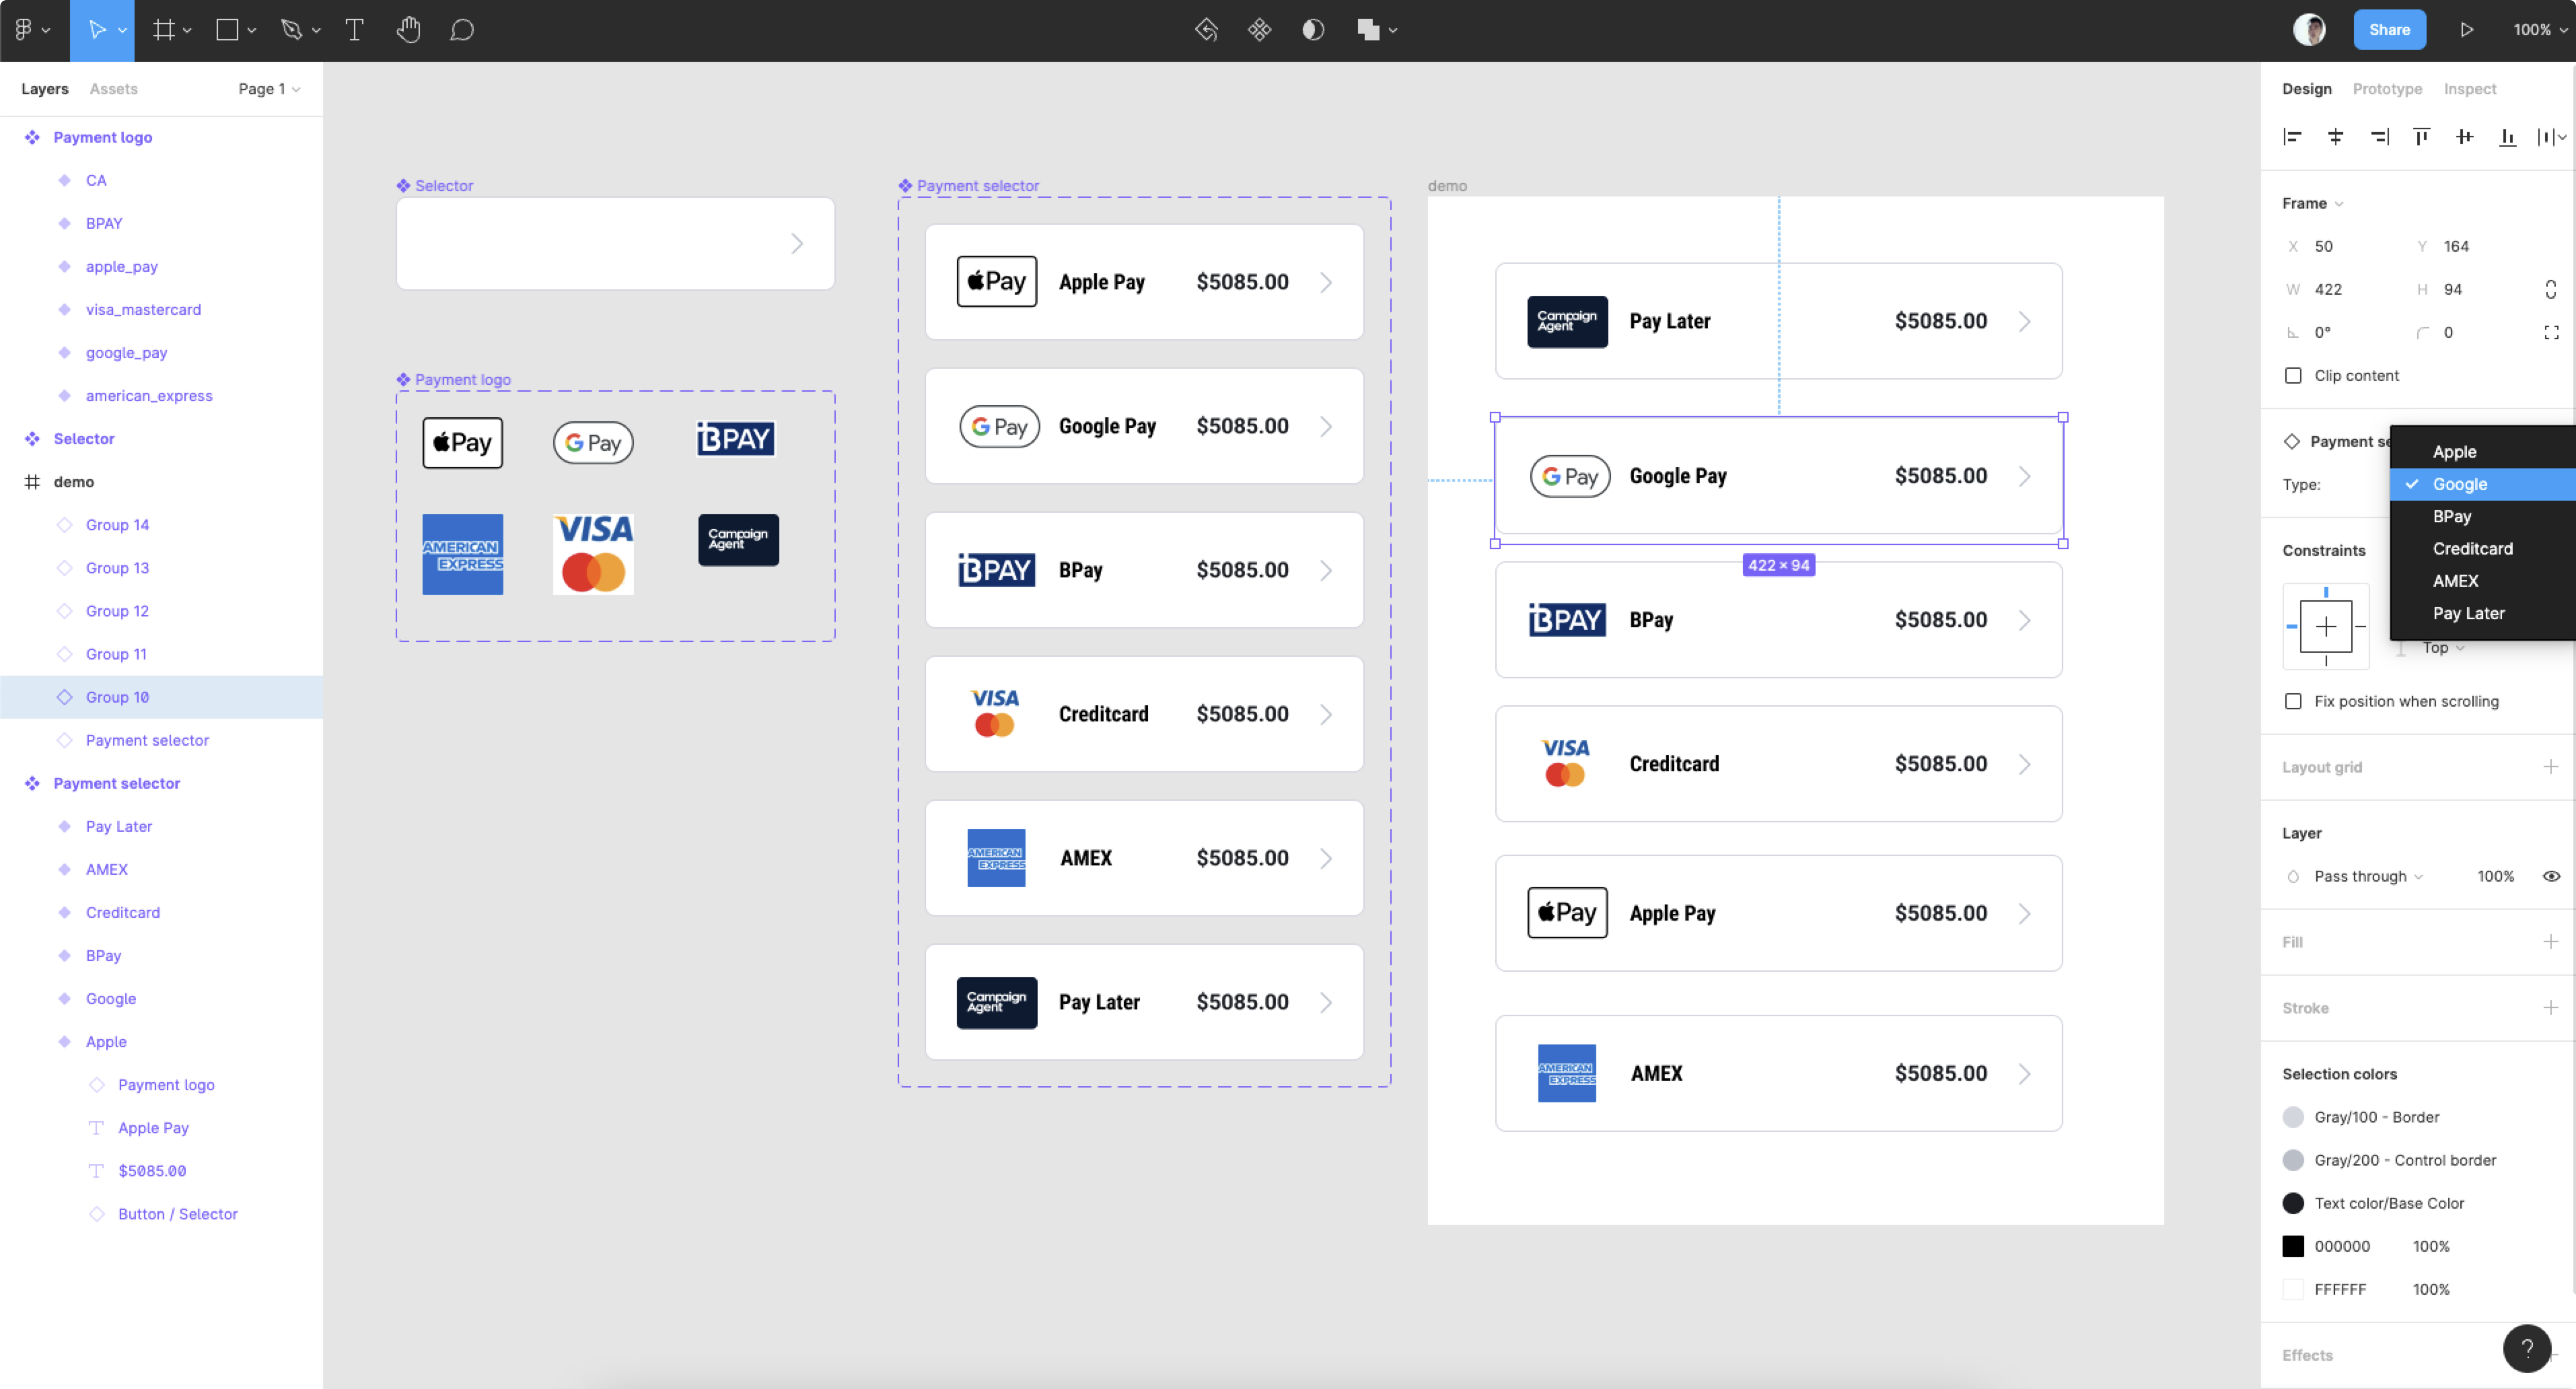 Share
100%
Layers
Assets
Page 1
Payment logo
CA
BPAY
apple_pay
visa_mastercard
google_pay
american_express
Selector
demo
Group 14
Group 13
Group 12
Group 11
Group 10
Payment selector
Payment selector
Pay Later
AMEX
Creditcard
BPay
Google
Apple
Payment logo
Apple Pay
$5085.00
Button / Selector
Selector
Payment logo
Pay
G Pay
BPAY
AMERICAN
EXPRESS
VISA
Campaign
Agent
Payment selector
Pay
Apple Pay
$5085.00
G Pay
Google Pay
$5085.00
BPAY
BPay
$5085.00
VISA
Creditcard
$5085.00
AMERICAN
EXPRESS
AMEX
$5085.00
Campaign
Agent
Pay Later
$5085.00
demo
Campaign
Agent
Pay Later
$5085.00
G Pay
Google Pay
$5085.00
422 × 94
BPAY
BPay
$5085.00
VISA
Creditcard
$5085.00
Pay
Apple Pay
$5085.00
AMERICAN
EXPRESS
AMEX
$5085.00
Design
Prototype
Inspect
Frame
X 50
Y 164
W 422
H 94
0°
0
Clip content
Payment se
Type:
Apple
Google
BPay
Creditcard
AMEX
Pay Later
Constraints
Top
Fix position when scrolling
Layout grid
Layer
Pass through
100%
Fill
Stroke
Selection colors
Gray/100 - Border
Gray/200 - Control border
Text color/Base Color
000000
100%
FFFFFF
100%
Effects
?